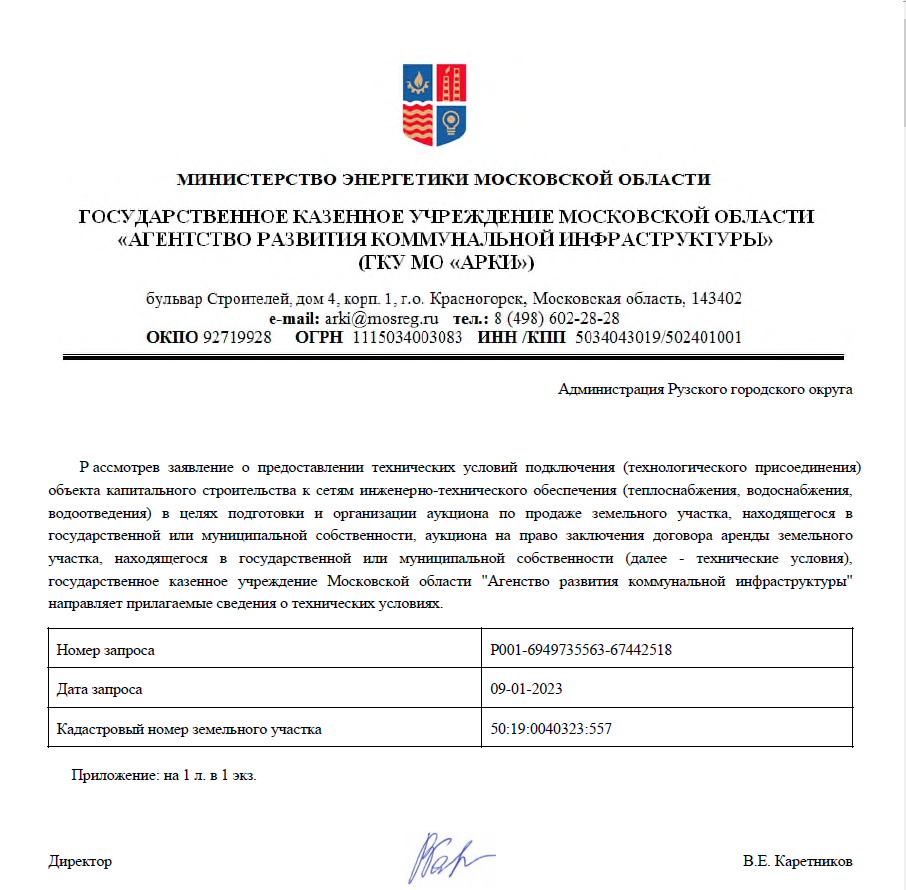 МИНИСТЕРСТВО ЭНЕРГЕТИКИ МОСКОВСКОЙ ОБЛАСТИ
ГОСУДАРСТВЕННОЕ КАЗЕННОЕ УЧРЕЖДЕНИЕ МОСКОВСКОЙ ОБЛАСТИ
«АГЕНТСТВО РАЗВИТИЯ КОММУНАЛЬНОЙ ИНФРАСТРУКТУРЫ»
(ГКУ МО «АРКИ»)
бульвар Строителей, дом 4, корп. 1, г.о. Красногорск, Московская область, 143402
e-mail: arki@mosreg.ru тел.: 8 (498) 602-28-28
ОКПО 92719928 ОГРН 1115034003083 ИНН /КПП 5034043019/502401001
Администрация Рузского городского округа
Р ассмотрев заявление о предоставлении технических условий подключения (технологического присоединения)
объекта капитального строительства к сетям инженерно-технического обеспечения (теплоснабжения, водоснабжения,
водоотведения) в целях подготовки и организации аукциона по продаже земельного участка, находящегося в
государственной или муниципальной собственности, аукциона на право заключения договора аренды земельного
участка, находящегося в государственной или муниципальной собственности (далее - технические условия),
государственное казенное учреждение Московской области "Агенство развития коммунальной инфраструктуры"
направляет прилагаемые сведения о технических условиях.
Номер запроса P001-6949735563-67442518
Дата запроса 09-01-2023
Кадастровый номер земельного участка 50:19:0040323:557
Приложение: на 1 л. в 1 экз.
Директор В.Е. Каретников